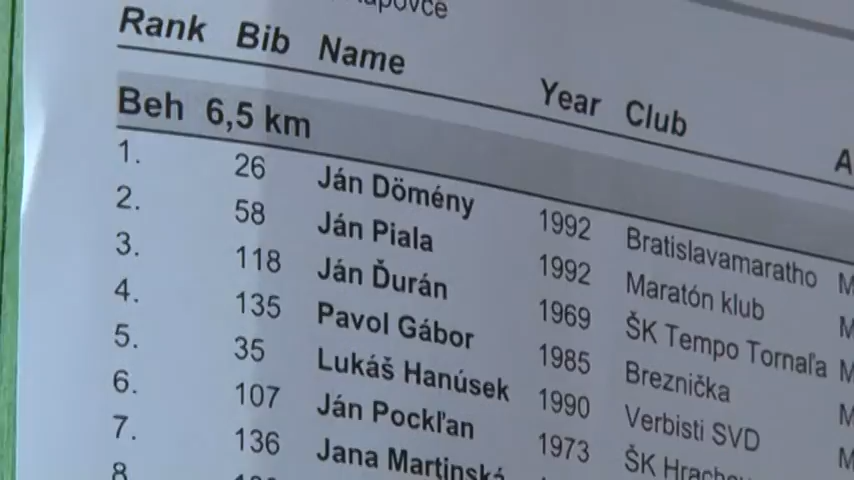 Rank Bib Name Year Club
Beh 6,5 km
1. 26 Ján Dömény 1992 Bratislavamaratho M
2. 58 Ján Piala 1992 Maratón klub M
3. 118 Ján Ďurán 1969 ŠK Tempo Tornaľa M
4. 135 Pavol Gábor 1985 Breznička M
5. 35 Lukáš Hanúsek 1990 Verbisti SVD M
6. 107 Ján Pockľan 1973 ŠK
7. 136 Jana Martinská
8.